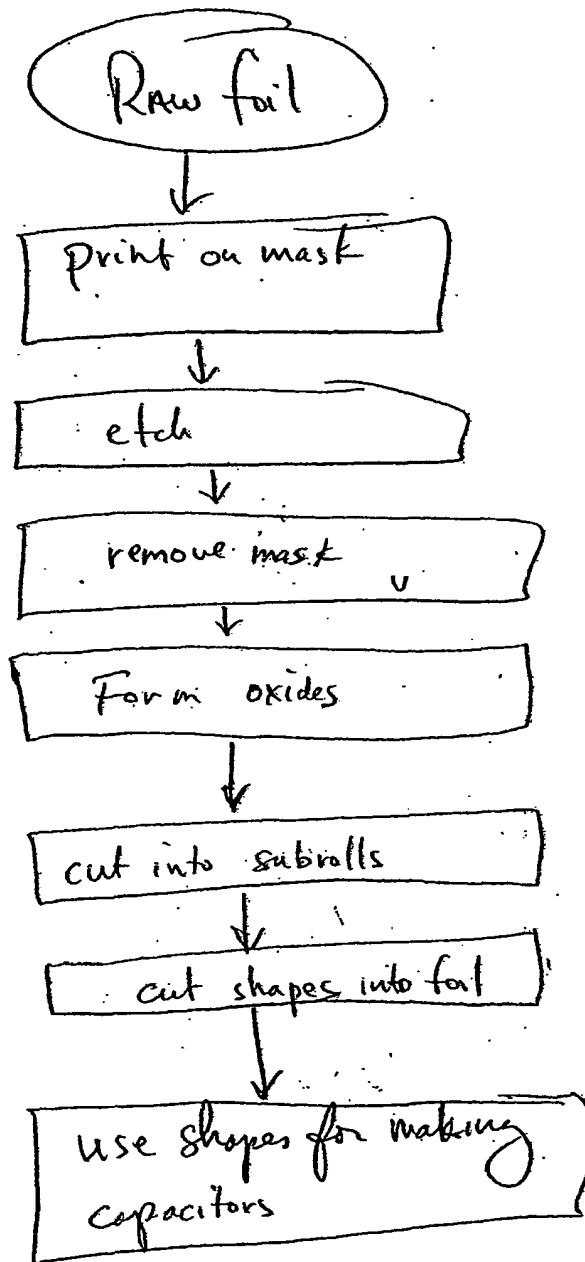 RAW foil
print on mask
etch
remove mask
Form oxides
cut into subrolls
cut shapes into foil
use shapes for making
capacitors